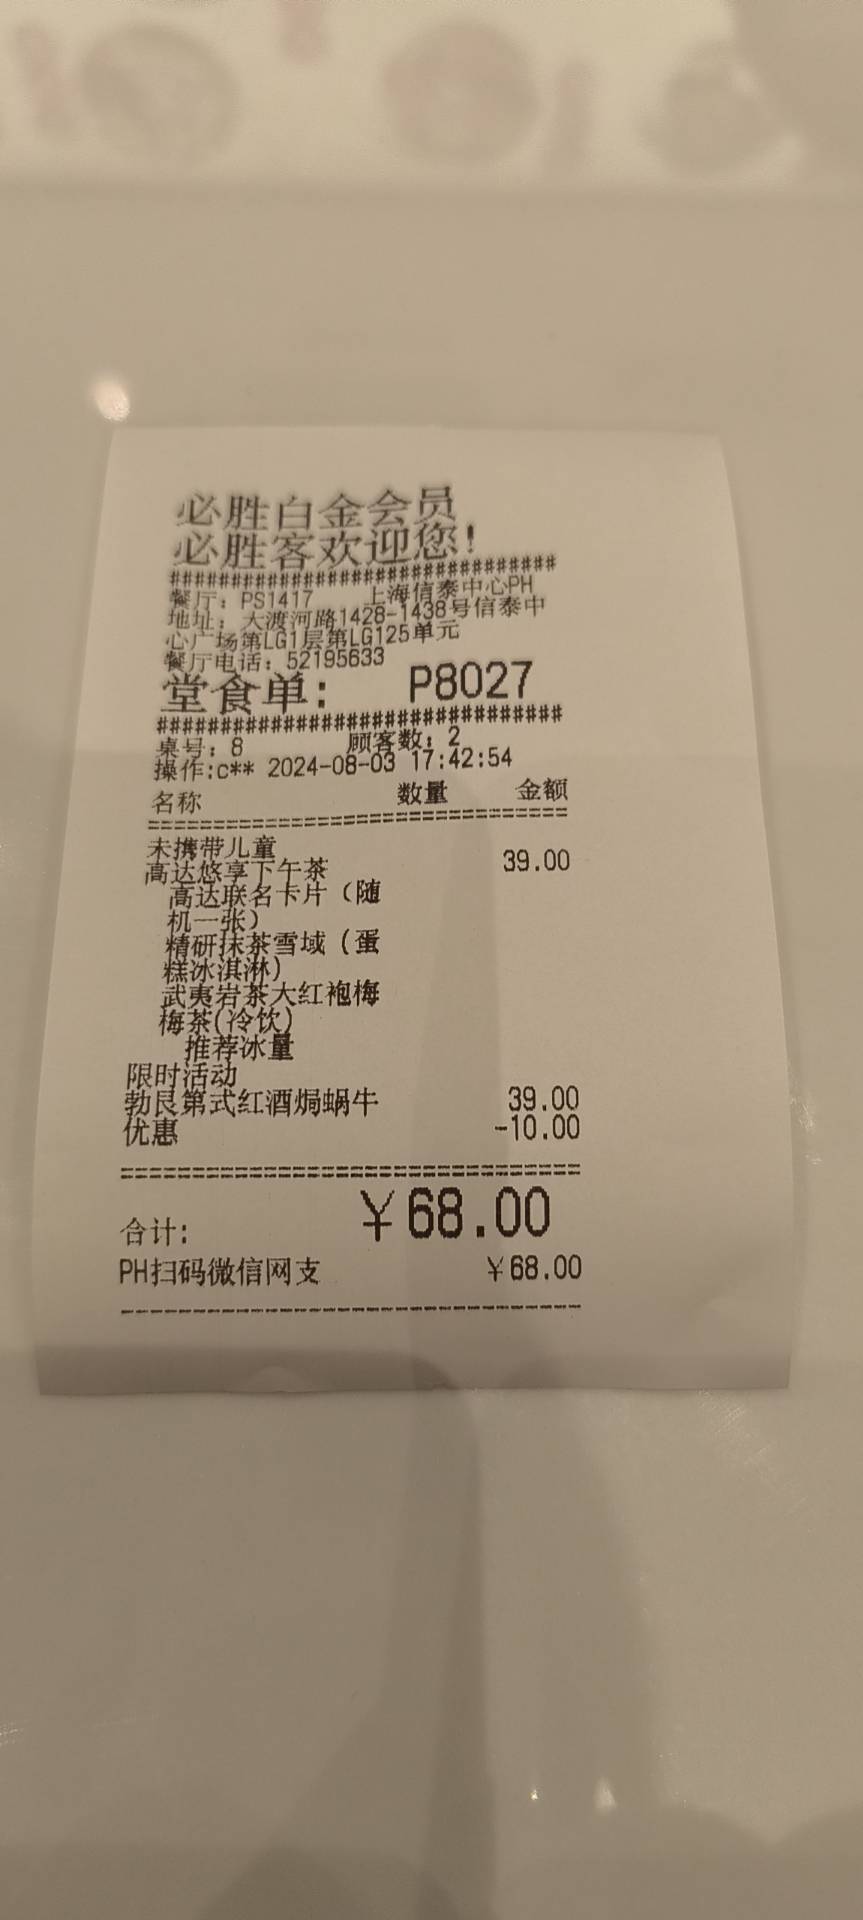 必胜白金会员
必胜客欢迎您!
################################
餐厅: PS1417 上海信泰中心PH
地址: 大渡河路1428-1438号信泰中
心广场第LG1层第LG125单元
餐厅电话: 52195633
堂食单: P8027
################################
桌号: 8 顾客数: 2
操作:c** 2024-08-03 17:42:54
名称 数量 金额
================================
未携带儿童
高达悠享下午茶 39.00
高达联名卡片（随
机一张）
精研抹茶雪域（蛋
糕冰淇淋）
武夷岩茶大红袍梅
梅茶(冷饮)
推荐冰量
限时活动
勃艮第式红酒焗蜗牛 39.00
优惠 -10.00
================================
合计: ￥68.00
PH扫码微信网支 ￥68.00
--------------------------------